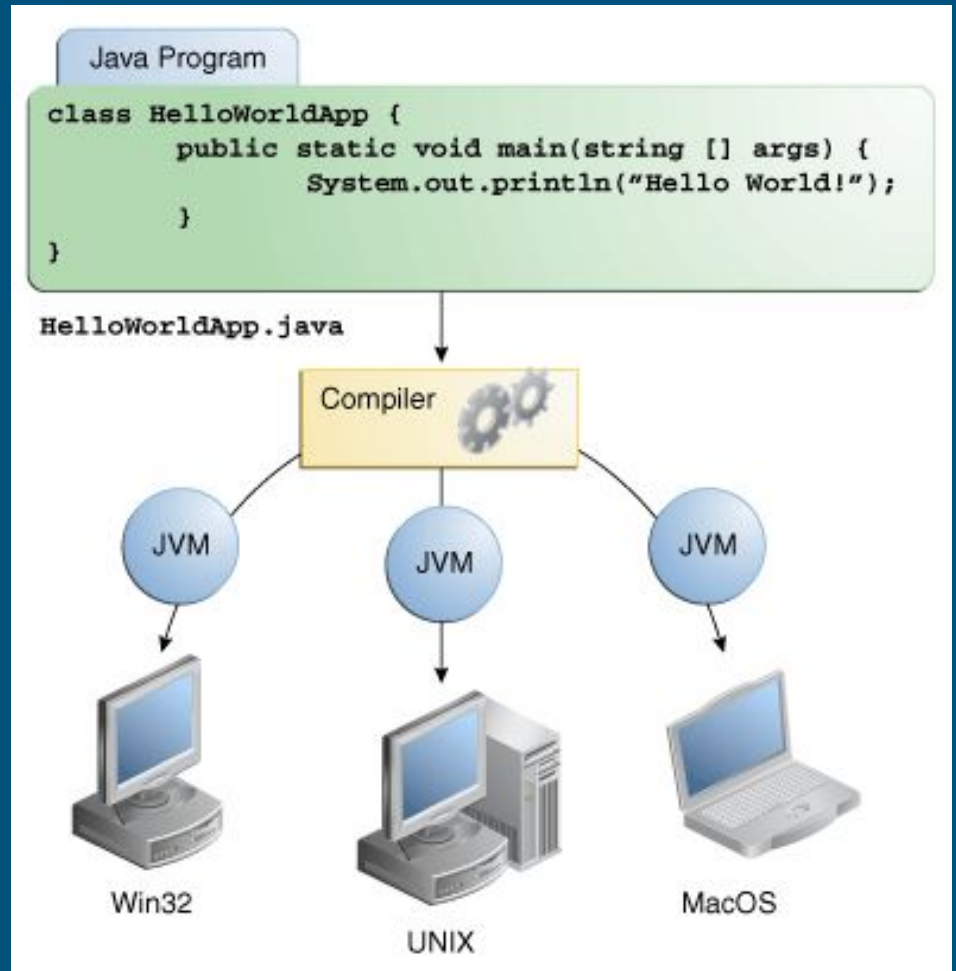 Java Program
class HelloWorldApp {
public static void main(string [] args) {
System.out.println("Hello World!");
}
}
HelloWorldApp.java
Compiler
JVM
JVM
JVM
Win32
UNIX
MacOS